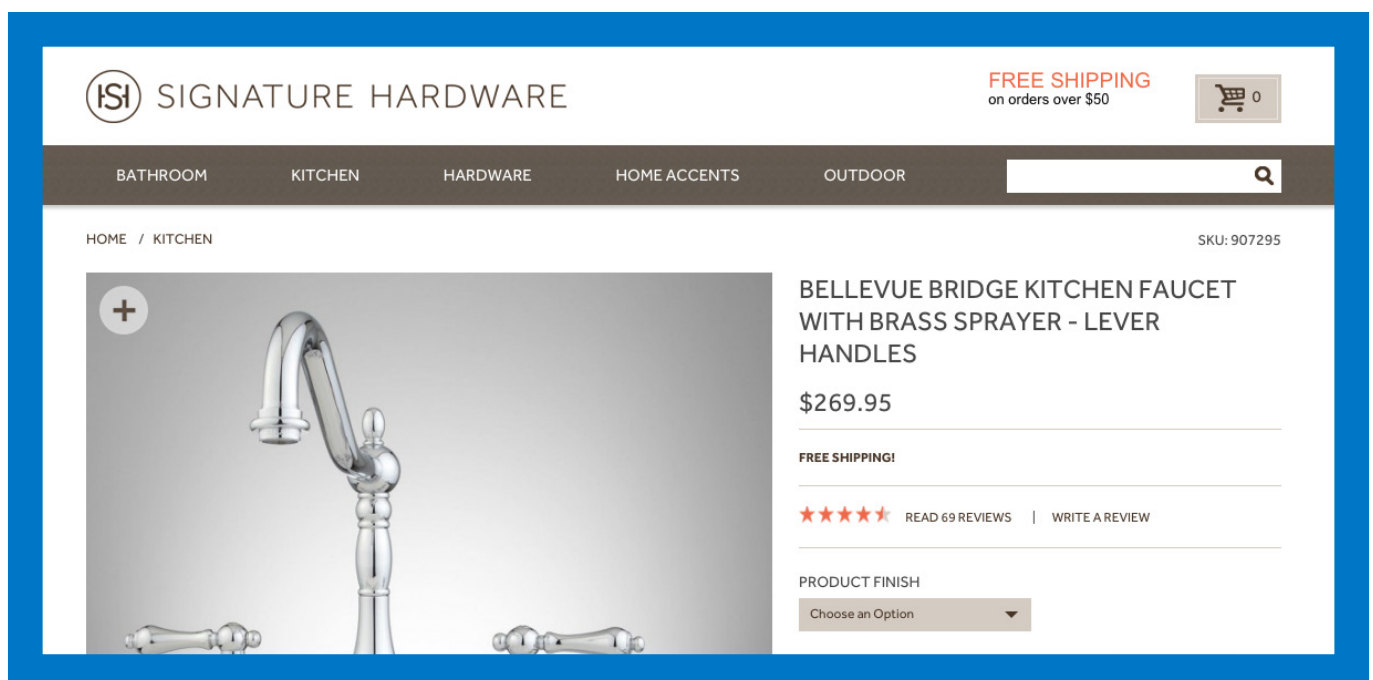 SIGNATURE HARDWARE
FREE SHIPPING
on orders over $50
0
BATHROOM KITCHEN HARDWARE HOME ACCENTS OUTDOOR
HOME / KITCHEN
SKU: 907295
BELLEVUE BRIDGE KITCHEN FAUCET
WITH BRASS SPRAYER - LEVER
HANDLES
$269.95
FREE SHIPPING!
READ 69 REVIEWS | WRITE A REVIEW
PRODUCT FINISH
Choose an Option